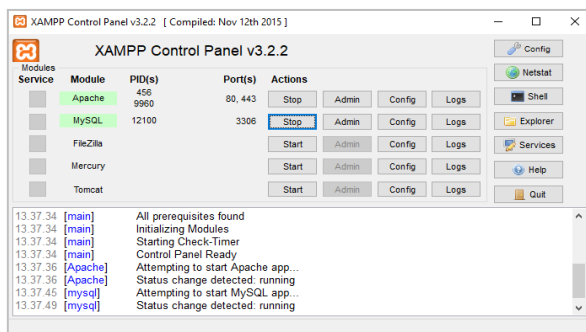 XAMPP Control Panel v3.2.2 [ Compiled: Nov 12th 2015 ]
XAMPP Control Panel v3.2.2
Config
Modules
Service Module PID(s) Port(s) Actions
Netstat
Apache 456 9960 80, 443 Stop Admin Config Logs
Shell
MySQL 12100 3306 Stop Admin Config Logs
Explorer
FileZilla Start Admin Config Logs
Services
Mercury Start Admin Config Logs
Help
Tomcat Start Admin Config Logs
Quit
13.37.34 [main] All prerequisites found
13.37.34 [main] Initializing Modules
13.37.34 [main] Starting Check-Timer
13.37.34 [main] Control Panel Ready
13.37.36 [Apache] Attempting to start Apache app...
13.37.36 [Apache] Status change detected: running
13.37.45 [mysql] Attempting to start MySQL app...
13.37.49 [mysql] Status change detected: running